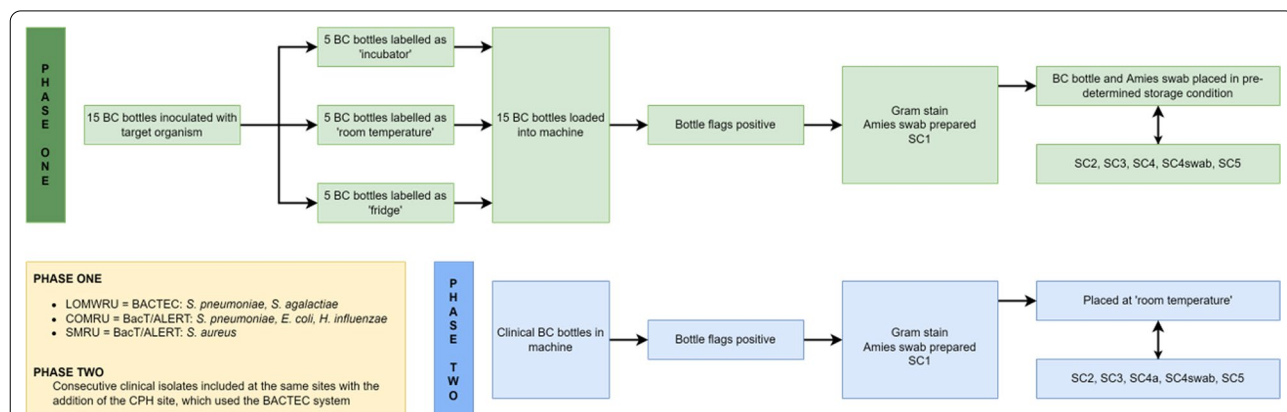 PHASE ONE
15 BC bottles inoculated with
target organism
5 BC bottles labelled as
'incubator'
5 BC bottles labelled as
'room temperature'
5 BC bottles labelled as
'fridge'
15 BC bottles loaded
into machine
Bottle flags positive
Gram stain
Amies swab prepared
SC1
BC bottle and Amies swab placed in pre-
determined storage condition
SC2, SC3, SC4, SC4swab, SC5
PHASE ONE
• LOMWRU = BACTEC: S. pneumoniae, S. agalactiae
• COMRU = BacT/ALERT: S. pneumoniae, E. coli, H. influenzae
• SMRU = BacT/ALERT: S. aureus
PHASE TWO
Consecutive clinical isolates included at the same sites with the
addition of the CPH site, which used the BACTEC system
PHASE TWO
Clinical BC bottles in
machine
Bottle flags positive
Gram stain
Amies swab prepared
SC1
Placed at 'room temperature'
SC2, SC3, SC4a, SC4swab, SC5